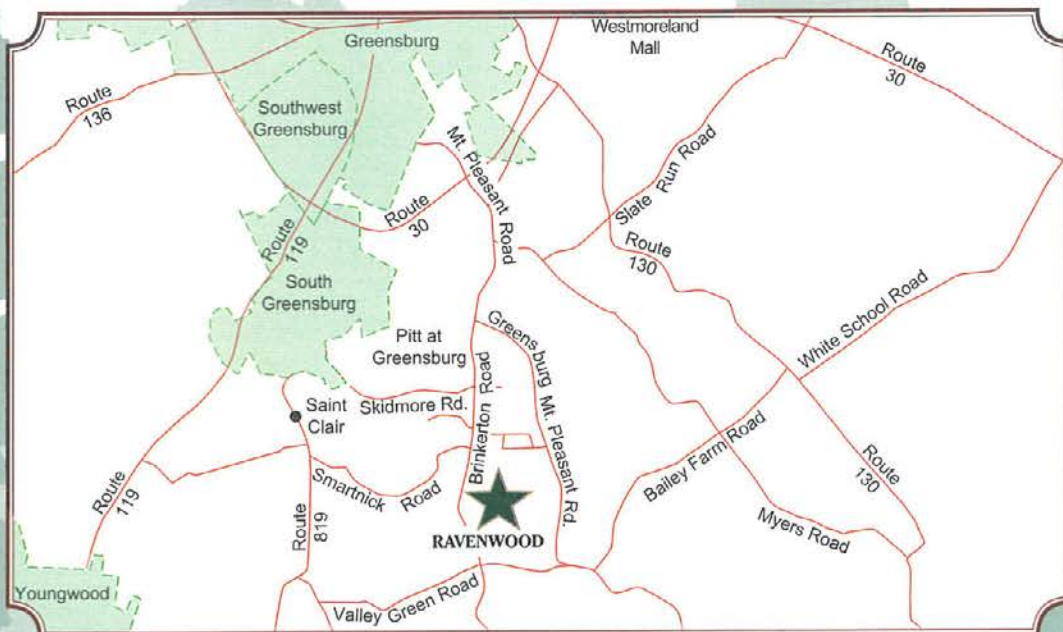 Greensburg
Westmoreland
Mall
Route
30
Route
136
Southwest
Greensburg
Mt. Pleasant Road
Slate Run Road
Route
30
Route
119
Route
130
South
Greensburg
White School Road
Pitt at
Greensburg
Greensburg Mt. Pleasant Rd.
Brinkerton Road
Saint
Clair
Skidmore Rd.
Bailey Farm Road
Route
130
Smartnick Road
Route
119
Route
819
Myers Road
RAVENWOOD
Youngwood
Valley Green Road